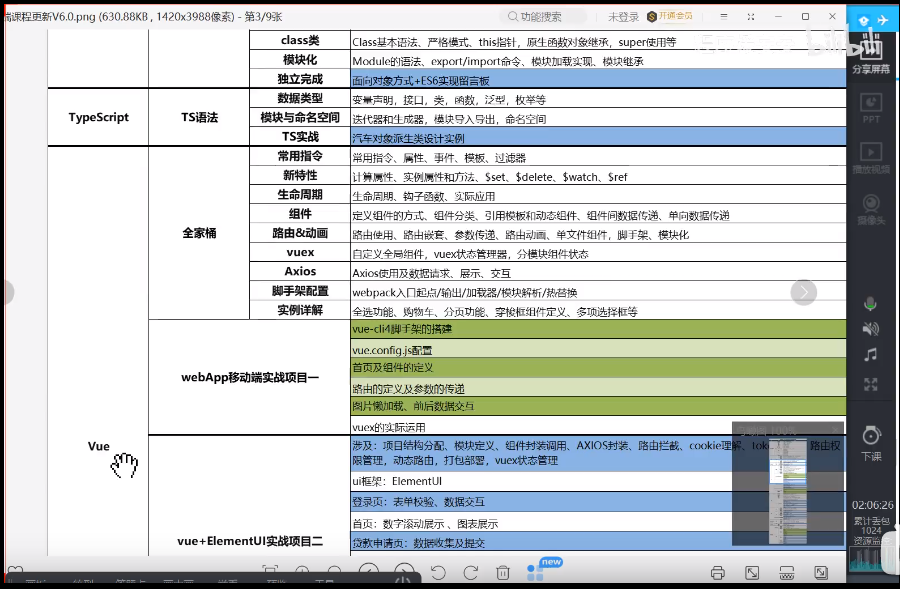 端课程更新V6.0.png (630.88KB , 1420x3988像素) - 第3/9张
功能搜索
未登录
开通会员
class类
Class基本语法、严格模式、this指针，原生函数对象继承，super使用等
模块化
Module的语法、export/import命令、模块加载实现、模块继承
独立完成
面向对象方式+ES6实现留言板
TypeScript
TS语法
数据类型
变量声明，接口，类，函数，泛型，枚举等
模块与命名空间
迭代器和生成器，模块导入导出，命名空间
TS实战
汽车对象派生类设计实例
Vue
全家桶
常用指令
常用指令、属性、事件、模板、过滤器
新特性
计算属性、实例属性和方法、$set、$delete、$watch、$ref
生命周期
生命周期、钩子函数、实际应用
组件
定义组件的方式、组件分类、引用模板和动态组件、组件间数据传递、单向数据传递
路由&动画
路由使用、路由嵌套、参数传递、路由动画、单文件组件，脚手架、模块化
vuex
自定义全局组件，vuex状态管理器，分模块组件状态
Axios
Axios使用及数据请求、展示、交互
脚手架配置
webpack入口起点/输出/加载器/模块解析/热替换
实例详解
全选功能、购物车、分页功能、穿梭框组件定义、多项选择框等
webApp移动端实战项目一
vue-cli4脚手架的搭建
vue.config.js配置
首页及组件的定义
路由的定义及参数的传递
图片懒加载、前后数据交互
vuex的实际运用
vue+ElementUI实战项目二
涉及：项目结构分配、模块定义、组件封装调用、AXIOS封装、路由拦截、cookie理解、 路由权
限管理，动态路由，打包部署，vuex状态管理
ui框架：ElementUI
登录页：表单校验、数据交互
首页：数字滚动展示 、图表展示
贷款申请页：数据收集及提交
new
分享屏幕
PPT
播放视频
摄像头
下课
02:06:26
累计丢包
1024
资源监